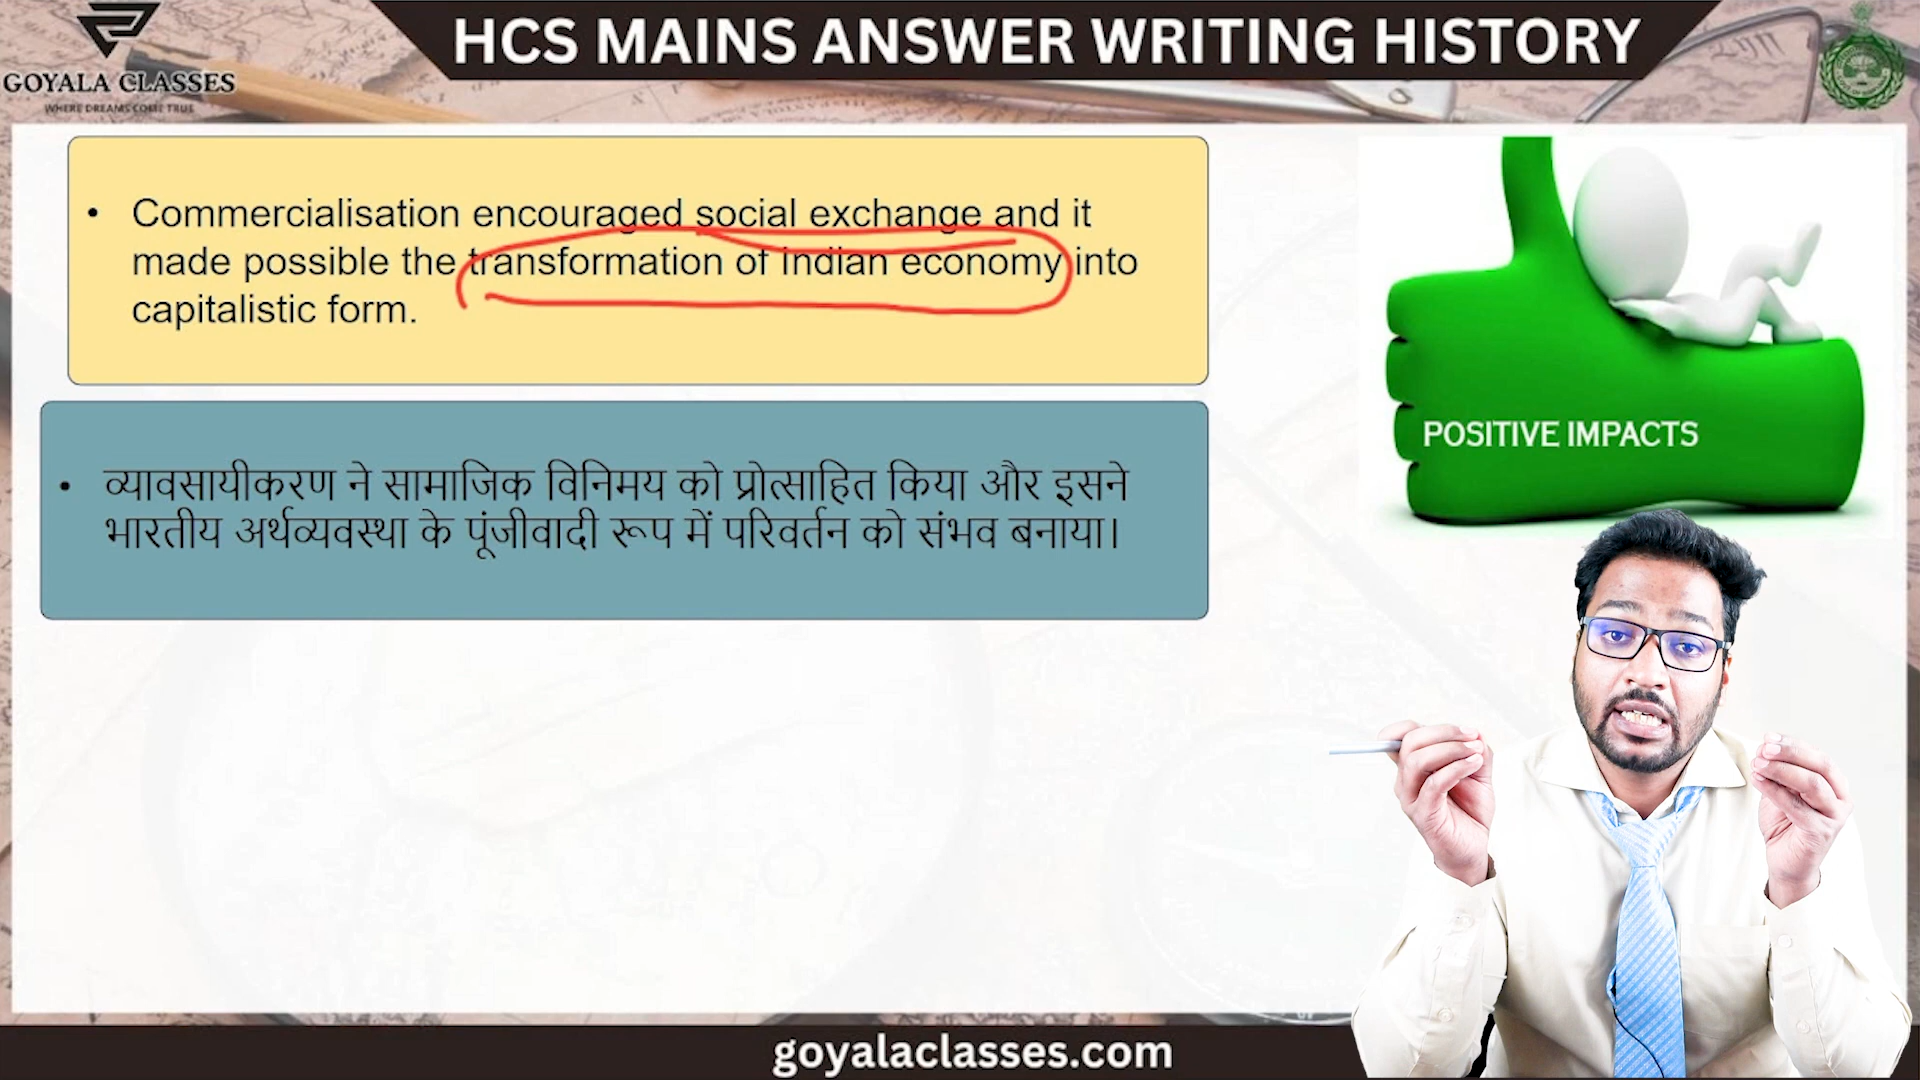 HCS MAINS ANSWER WRITING HISTORY
GOYALA CLASSES
WHERE DREAMS COME TRUE
• Commercialisation encouraged social exchange and it
made possible the transformation of Indian economy into
capitalistic form.
POSITIVE IMPACTS
• व्यावसायीकरण ने सामाजिक विनिमय को प्रोत्साहित किया और इसने
भारतीय अर्थव्यवस्था के पूंजीवादी रूप में परिवर्तन को संभव बनाया।
goyalaclasses.com